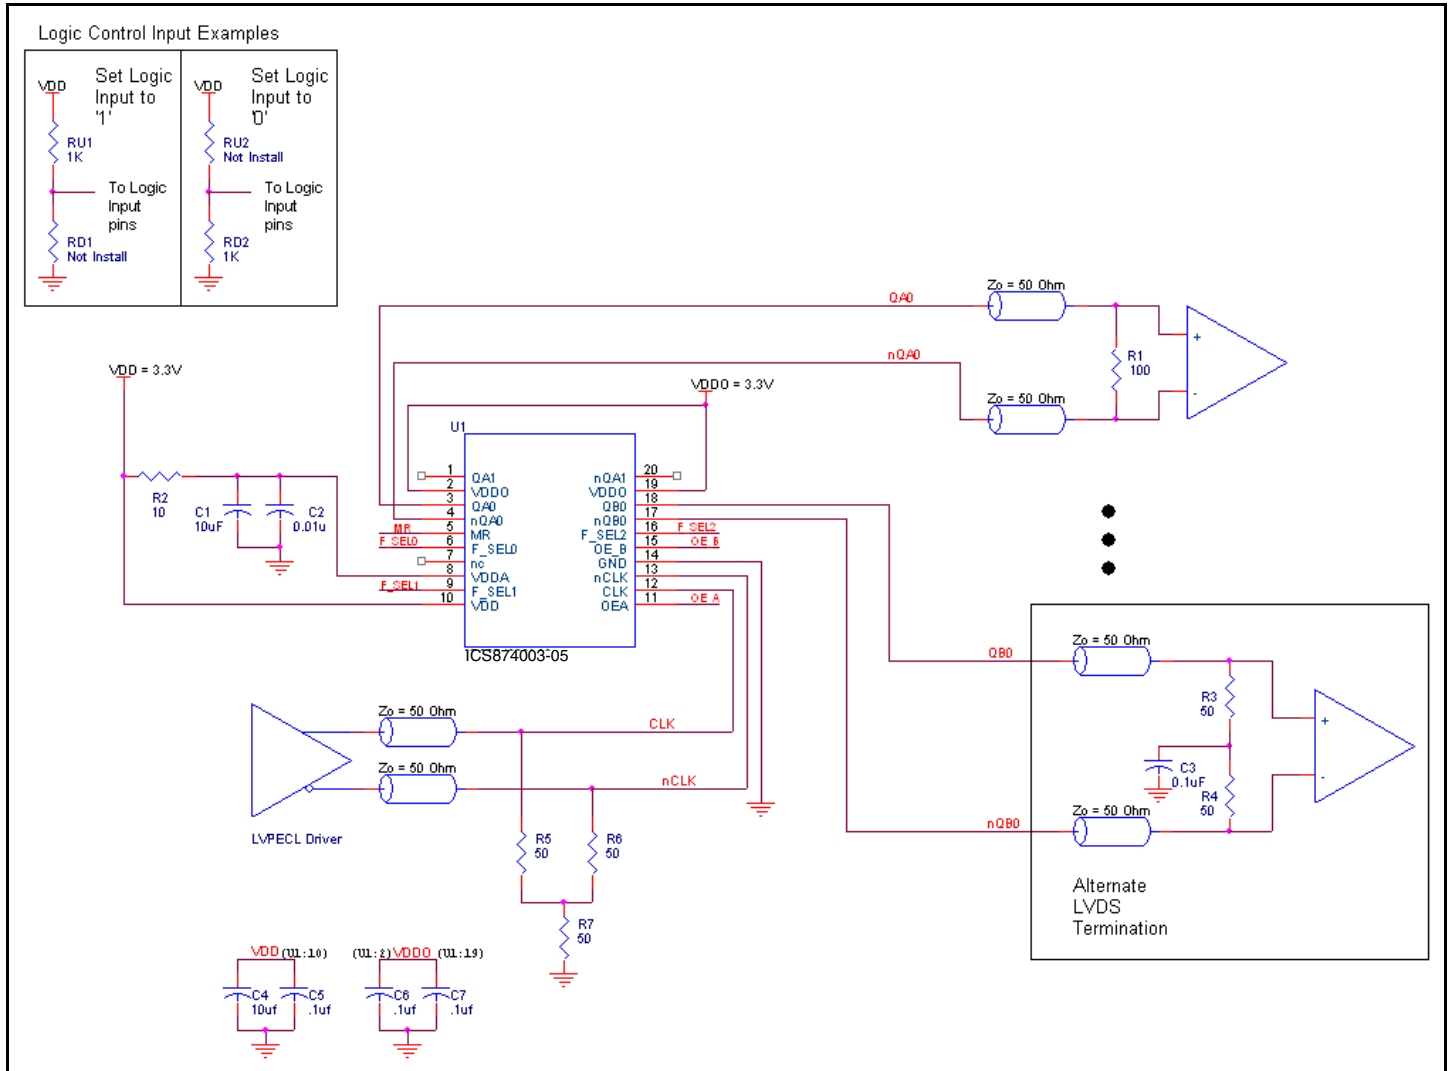 Logic Control Input Examples
VDD
Set Logic
Input to
'1'
RU1
1K
To Logic
Input
pins
RD1
Not Install
VDD
Set Logic
Input to
'0'
RU2
Not Install
To Logic
Input
pins
RD2
1K
VDD = 3.3V
R2
10
C1
10uF
C2
0.01u
VDDO = 3.3V
U1
1 QA1
2 VDDO
3 QA0
4 nQA0
MR 5 MR
F_SEL0 6 F_SEL0
7 nc
8 VDDA
F_SEL1 9 F_SEL1
10 VDD
nQA1 20
VDDO 19
QB0 18
nQB0 17
F_SEL2 16 F_SEL2
OE_B 15 OE_B
GND 14
nCLK 13
CLK 12
OEA 11 OE_A
ICS874003-05
QA0
Zo = 50 Ohm
nQA0
Zo = 50 Ohm
R1
100
+
-
QB0
Zo = 50 Ohm
R3
50
C3
0.1uF
R4
50
nQB0
Zo = 50 Ohm
+
-
Alternate
LVDS
Termination
Zo = 50 Ohm
CLK
Zo = 50 Ohm
nCLK
LVPECL Driver
R5
50
R6
50
R7
50
VDD (U1:10)
C4
10uf
C5
.1uf
(U1:2) VDDO (U1:19)
C6
.1uf
C7
.1uf